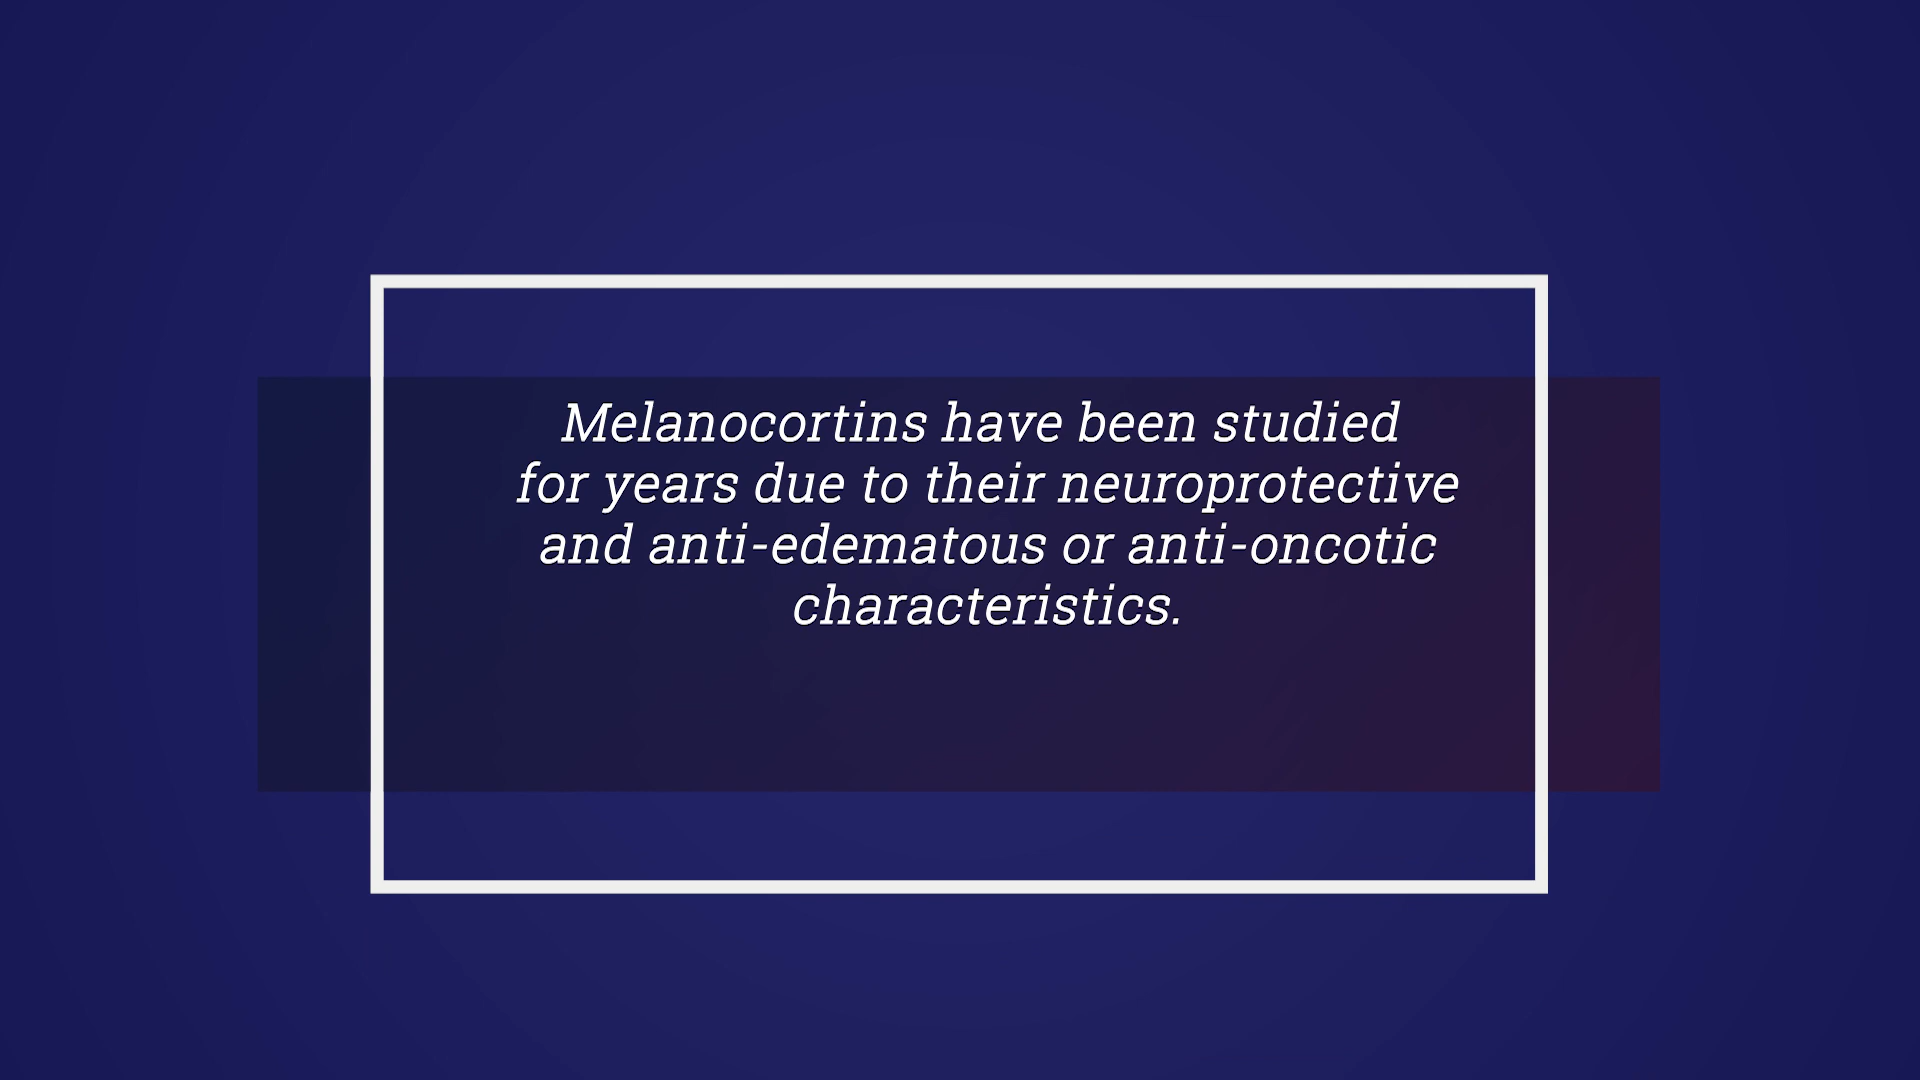 Melanocortins have been studied
for years due to their neuroprotective
and anti-edematous or anti-oncotic
characteristics.